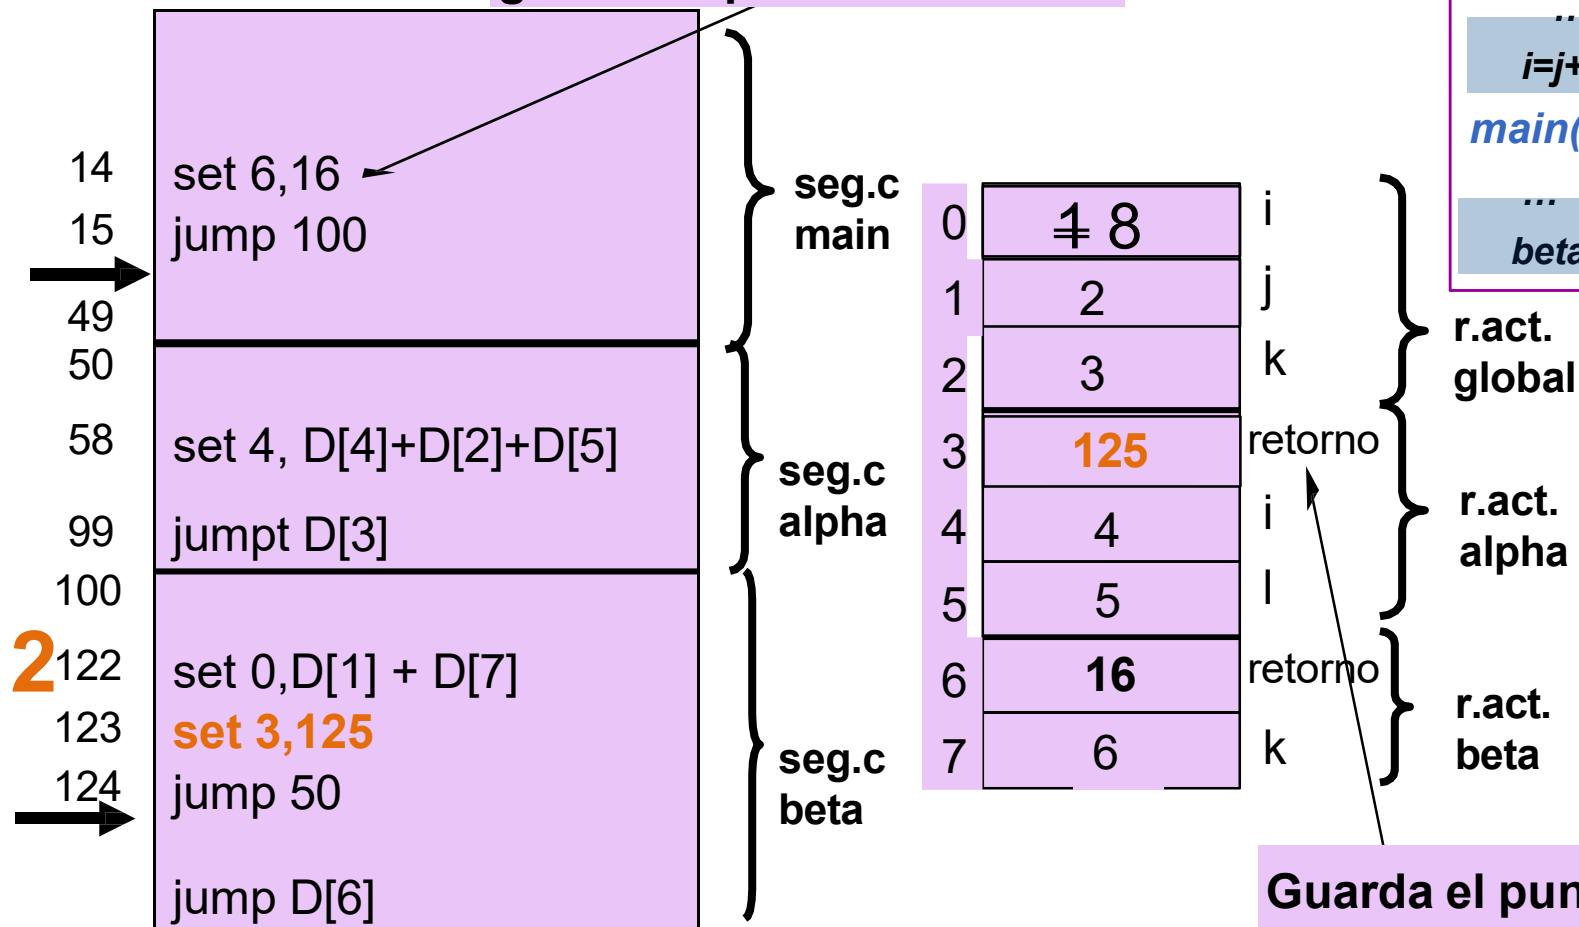 14 set 6,16
15 jump 100
49
50
58 set 4, D[4]+D[2]+D[5]
99 jumpt D[3]
100
2
122 set 0,D[1] + D[7]
123 set 3,125
124 jump 50
jump D[6]
seg.c
main
seg.c
alpha
seg.c
beta
0 1 8 i
1 2 j
2 3 k
3 125 retorno
4 4 i
5 5 l
6 16 retorno
7 6 k
i=j+
main(
...
beta
r.act.
global
r.act.
alpha
r.act.
beta
Guarda el pun